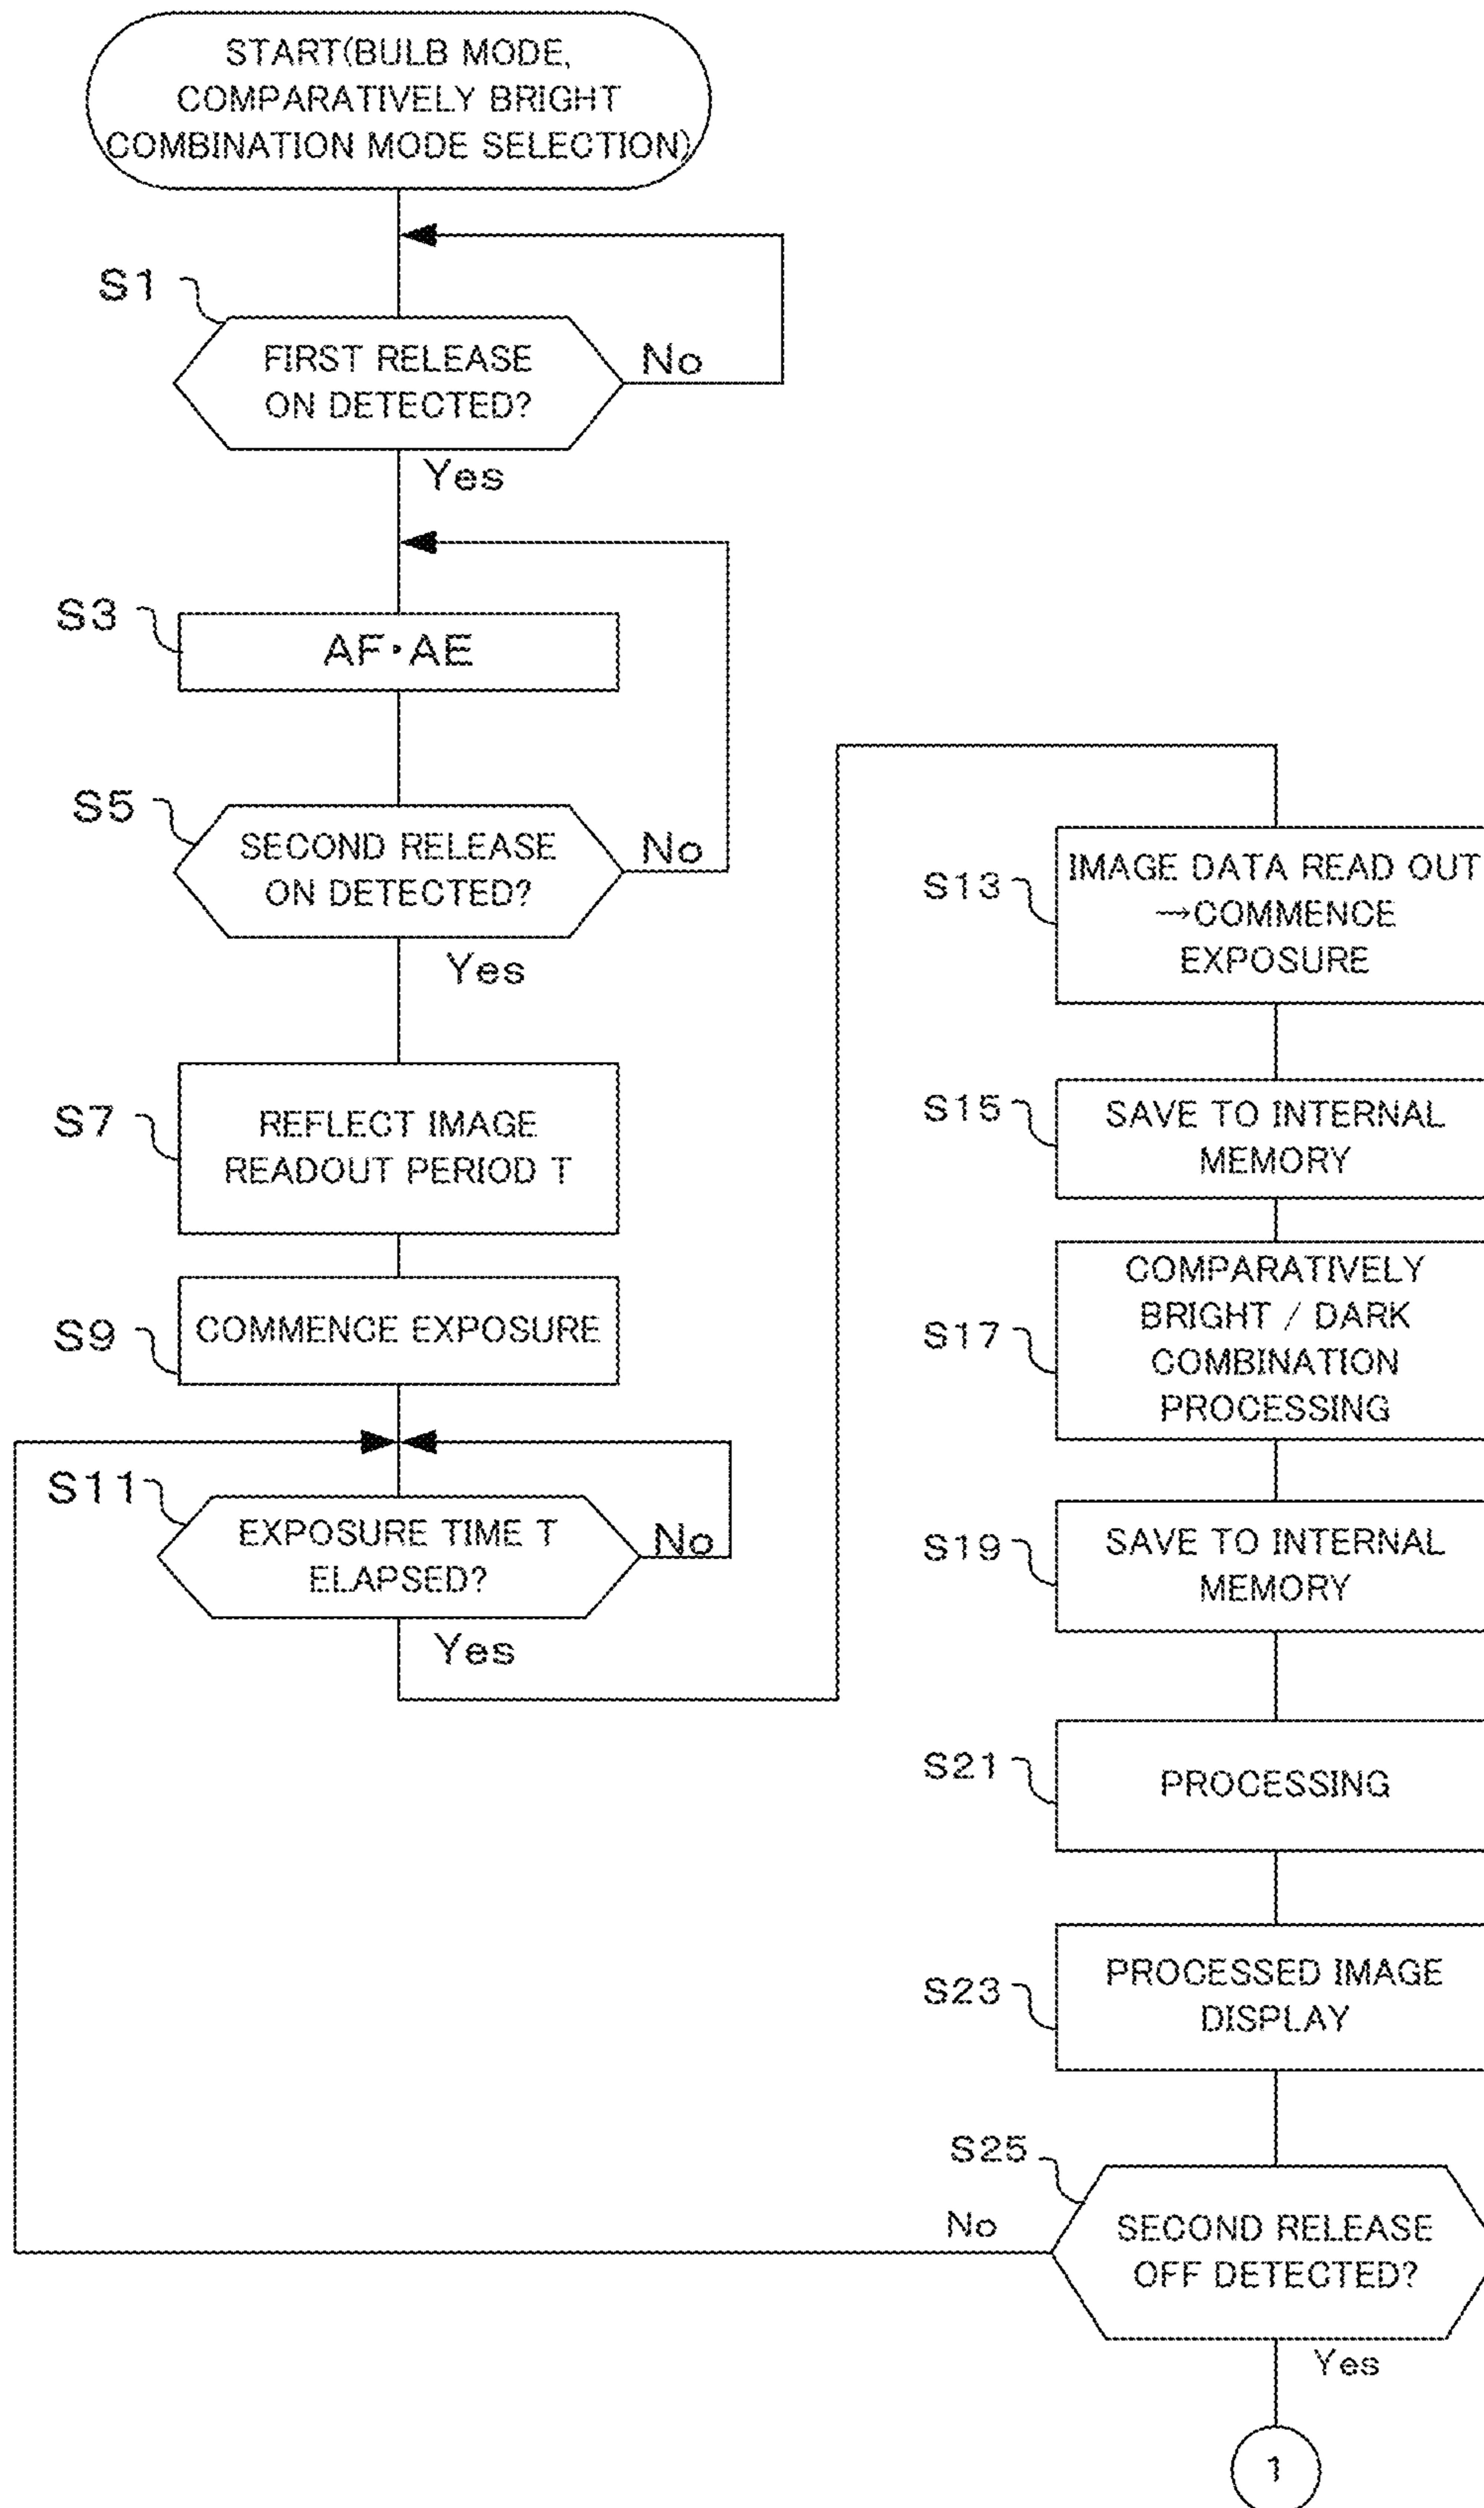 START(BULB MODE,
COMPARATIVELY BRIGHT
COMBINATION MODE SELECTION)
S1
FIRST RELEASE
ON DETECTED?
No
Yes
S3
AF・AE
S5
SECOND RELEASE
ON DETECTED?
No
Yes
S7
REFLECT IMAGE
READOUT PERIOD T
S9
COMMENCE EXPOSURE
S11
EXPOSURE TIME T
ELAPSED?
No
Yes
S13
IMAGE DATA READ OUT
→COMMENCE
EXPOSURE
S15
SAVE TO INTERNAL
MEMORY
S17
COMPARATIVELY
BRIGHT / DARK
COMBINATION
PROCESSING
S19
SAVE TO INTERNAL
MEMORY
S21
PROCESSING
S23
PROCESSED IMAGE
DISPLAY
S25
SECOND RELEASE
OFF DETECTED?
No
Yes
1